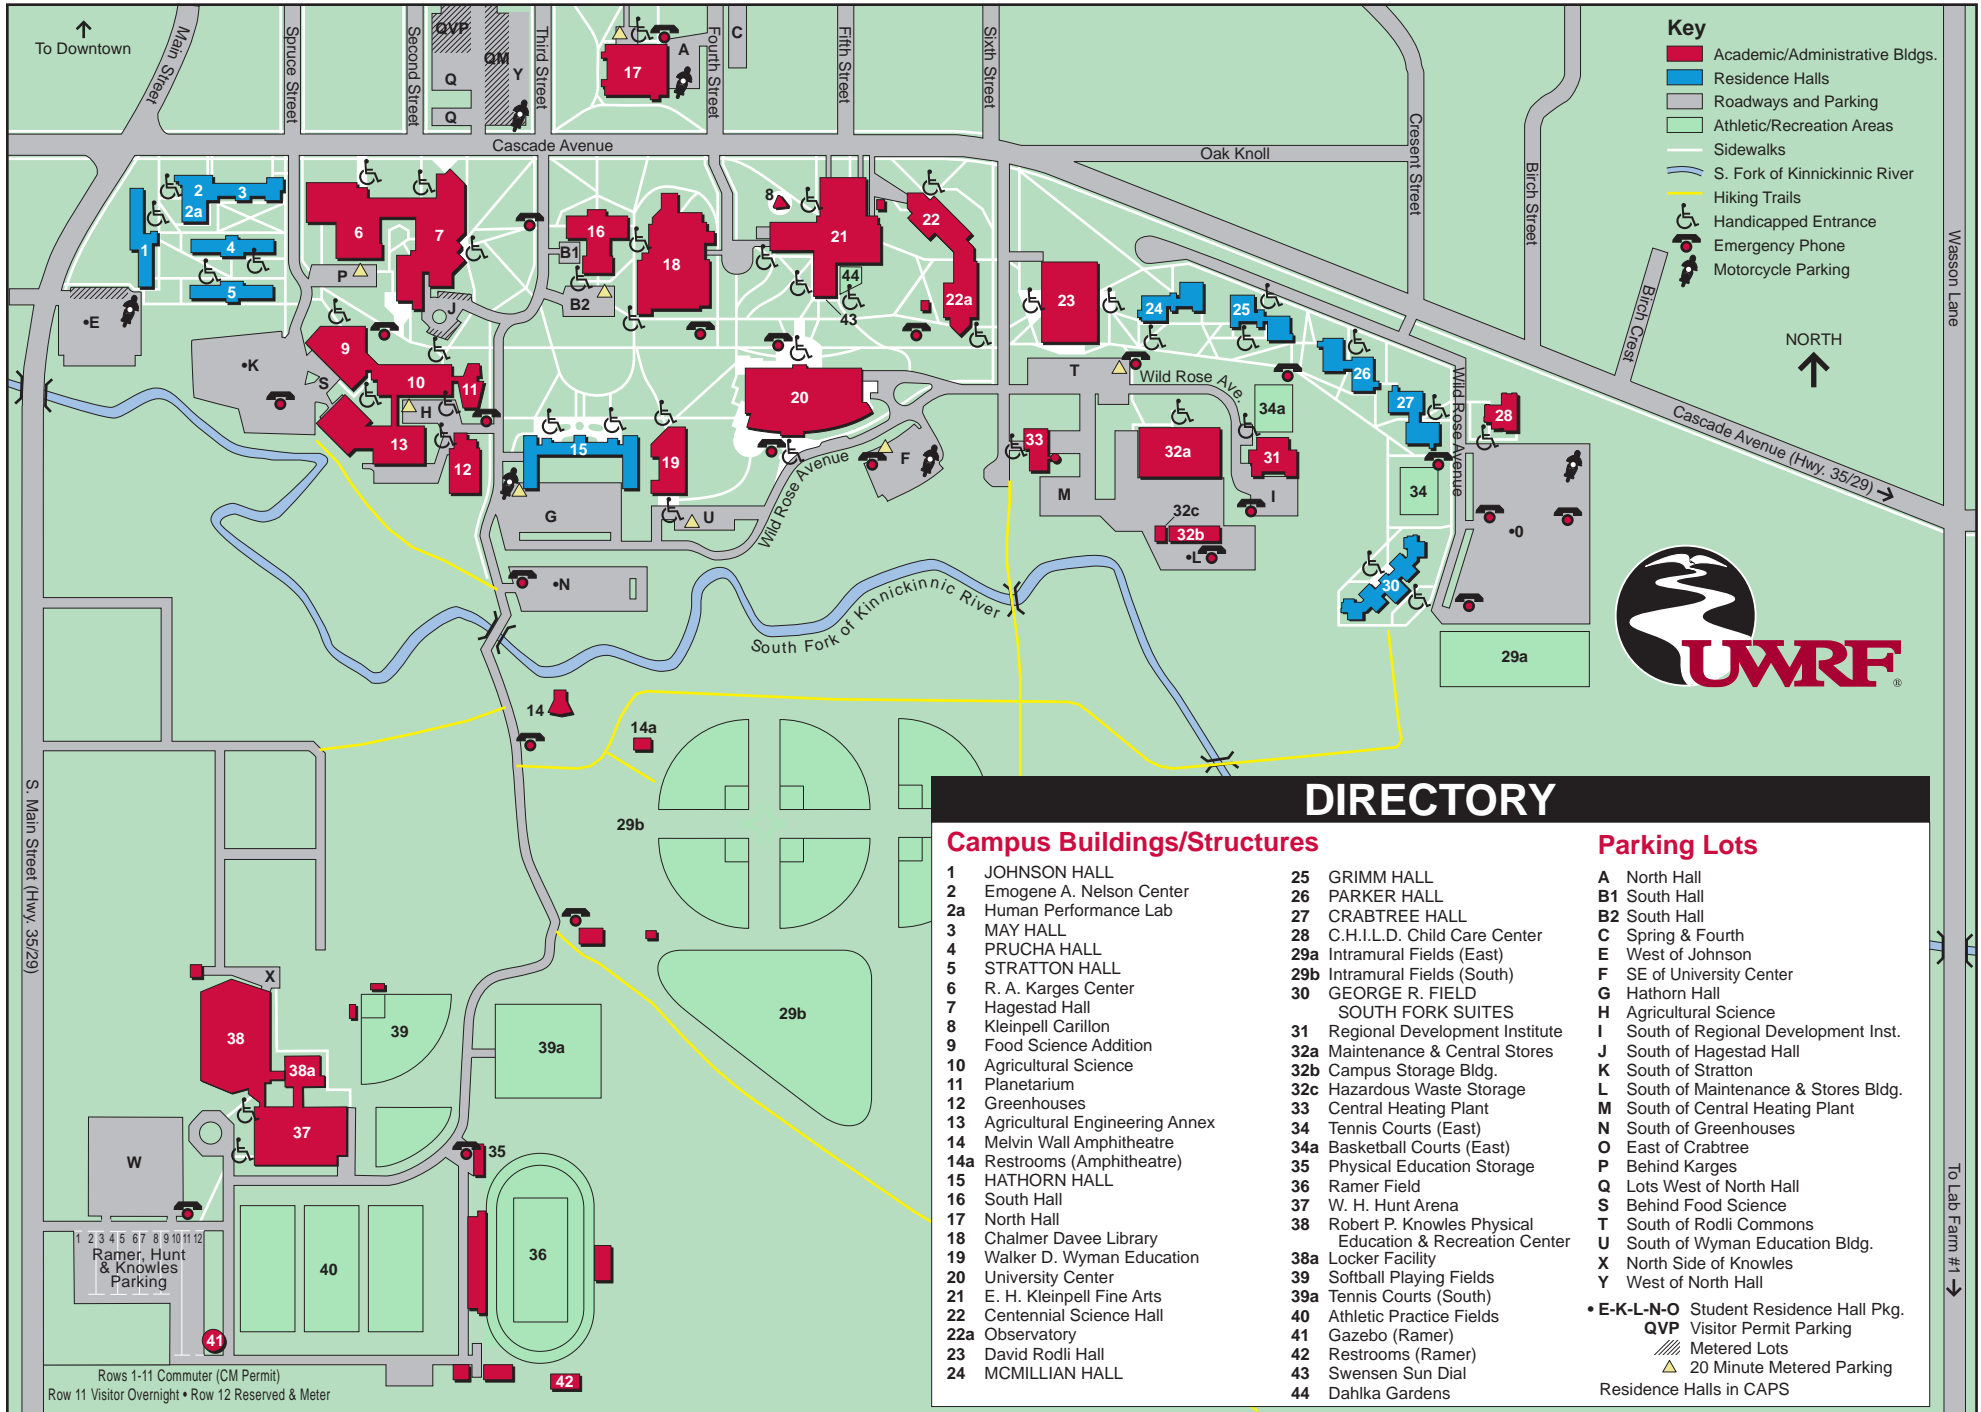 To Downtown
Main Street
Spruce Street
Second Street
QVP
QM
Q
Q
Y
Third Street
17
A
Fourth Street
C
Fifth Street
Sixth Street
Cascade Avenue
Oak Knoll
Cresent Street
Birch Street
Birch Crest
Wasson Lane
Key
Academic/Administrative Bldgs.
Residence Halls
Roadways and Parking
Athletic/Recreation Areas
Sidewalks
S. Fork of Kinnickinnic River
Hiking Trails
Handicapped Entrance
Emergency Phone
Motorcycle Parking
NORTH
1
2
2a
3
4
5
6
7
P
J
•E
•K
S
8
16
B1
B2
18
21
44
43
22
22a
23
24
25
26
27
28
9
10
11
H
13
12
15
19
20
F
G
U
•N
Wild Rose Avenue
T
Wild Rose Ave.
34a
33
32a
31
M
I
32c
32b
•L
34
Wild Rose Avenue
•0
30
29a
Cascade Avenue (Hwy. 35/29)
South Fork of Kinnickinnic River
UWRF®
14
14a
29b
29b
S. Main Street (Hwy. 35/29)
X
38
38a
37
39
39a
W
35
36
40
41
42
1 2 3 4 5 6 7 8 9 10 11 12
Ramer, Hunt
& Knowles
Parking
Rows 1-11 Commuter (CM Permit)
Row 11 Visitor Overnight • Row 12 Reserved & Meter
To Lab Farm #1
DIRECTORY
Campus Buildings/Structures
1 JOHNSON HALL
2 Emogene A. Nelson Center
2a Human Performance Lab
3 MAY HALL
4 PRUCHA HALL
5 STRATTON HALL
6 R. A. Karges Center
7 Hagestad Hall
8 Kleinpell Carillon
9 Food Science Addition
10 Agricultural Science
11 Planetarium
12 Greenhouses
13 Agricultural Engineering Annex
14 Melvin Wall Amphitheatre
14a Restrooms (Amphitheatre)
15 HATHORN HALL
16 South Hall
17 North Hall
18 Chalmer Davee Library
19 Walker D. Wyman Education
20 University Center
21 E. H. Kleinpell Fine Arts
22 Centennial Science Hall
22a Observatory
23 David Rodli Hall
24 MCMILLIAN HALL
25 GRIMM HALL
26 PARKER HALL
27 CRABTREE HALL
28 C.H.I.L.D. Child Care Center
29a Intramural Fields (East)
29b Intramural Fields (South)
30 GEORGE R. FIELD
SOUTH FORK SUITES
31 Regional Development Institute
32a Maintenance & Central Stores
32b Campus Storage Bldg.
32c Hazardous Waste Storage
33 Central Heating Plant
34 Tennis Courts (East)
34a Basketball Courts (East)
35 Physical Education Storage
36 Ramer Field
37 W. H. Hunt Arena
38 Robert P. Knowles Physical
Education & Recreation Center
38a Locker Facility
39 Softball Playing Fields
39a Tennis Courts (South)
40 Athletic Practice Fields
41 Gazebo (Ramer)
42 Restrooms (Ramer)
43 Swensen Sun Dial
44 Dahlka Gardens
Parking Lots
A North Hall
B1 South Hall
B2 South Hall
C Spring & Fourth
E West of Johnson
F SE of University Center
G Hathorn Hall
H Agricultural Science
I South of Regional Development Inst.
J South of Hagestad Hall
K South of Stratton
L South of Maintenance & Stores Bldg.
M South of Central Heating Plant
N South of Greenhouses
O East of Crabtree
P Behind Karges
Q Lots West of North Hall
S Behind Food Science
T South of Rodli Commons
U South of Wyman Education Bldg.
X North Side of Knowles
Y West of North Hall
• E-K-L-N-O Student Residence Hall Pkg.
QVP Visitor Permit Parking
Metered Lots
20 Minute Metered Parking
Residence Halls in CAPS